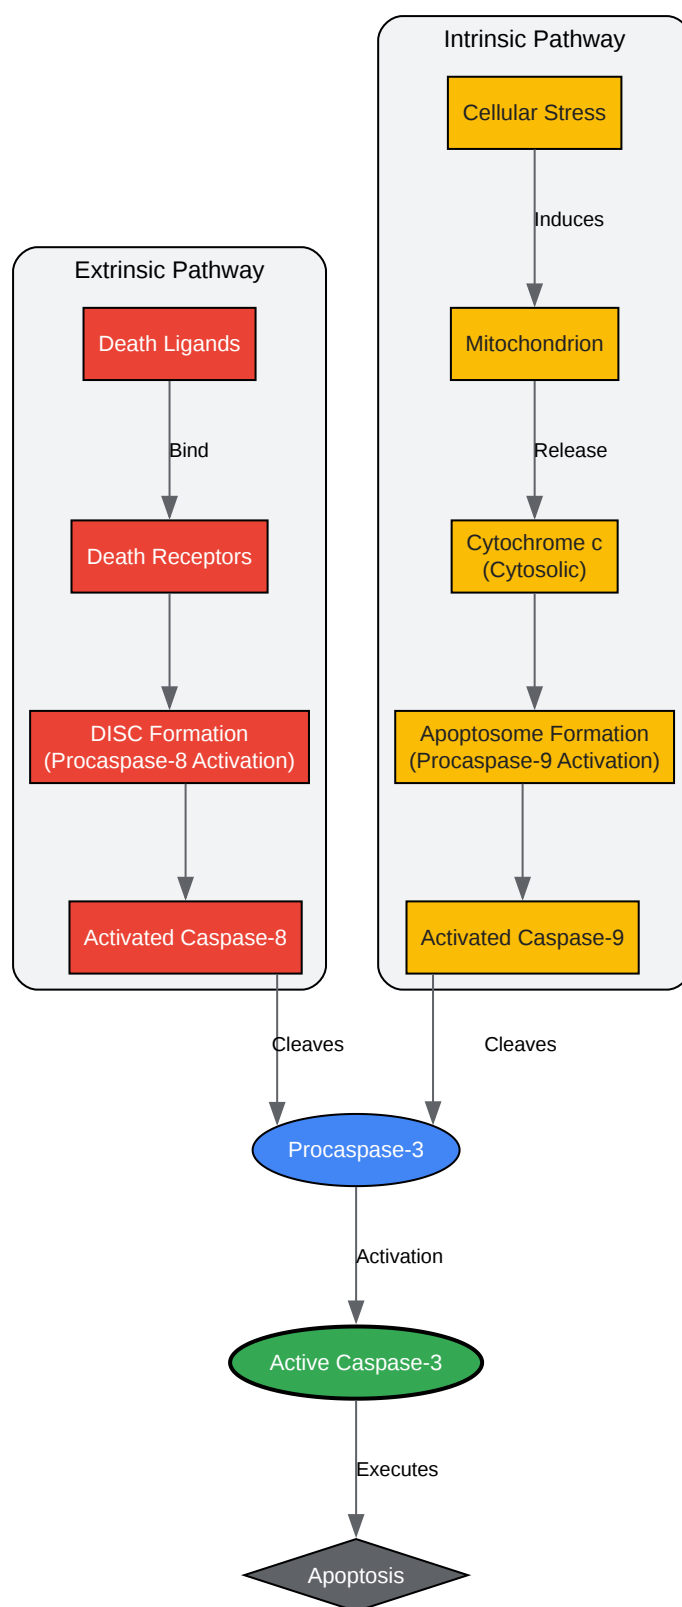 Intrinsic Pathway
Cellular Stress
Induces
Extrinsic Pathway
Death Ligands
Mitochondrion
Bind
Release
Death Receptors
Cytochrome c
(Cytosolic)
DISC Formation
(Procaspase-8 Activation)
Apoptosome Formation
(Procaspase-9 Activation)
Activated Caspase-8
Activated Caspase-9
Cleaves
Cleaves
Procaspase-3
Activation
Active Caspase-3
Executes
Apoptosis